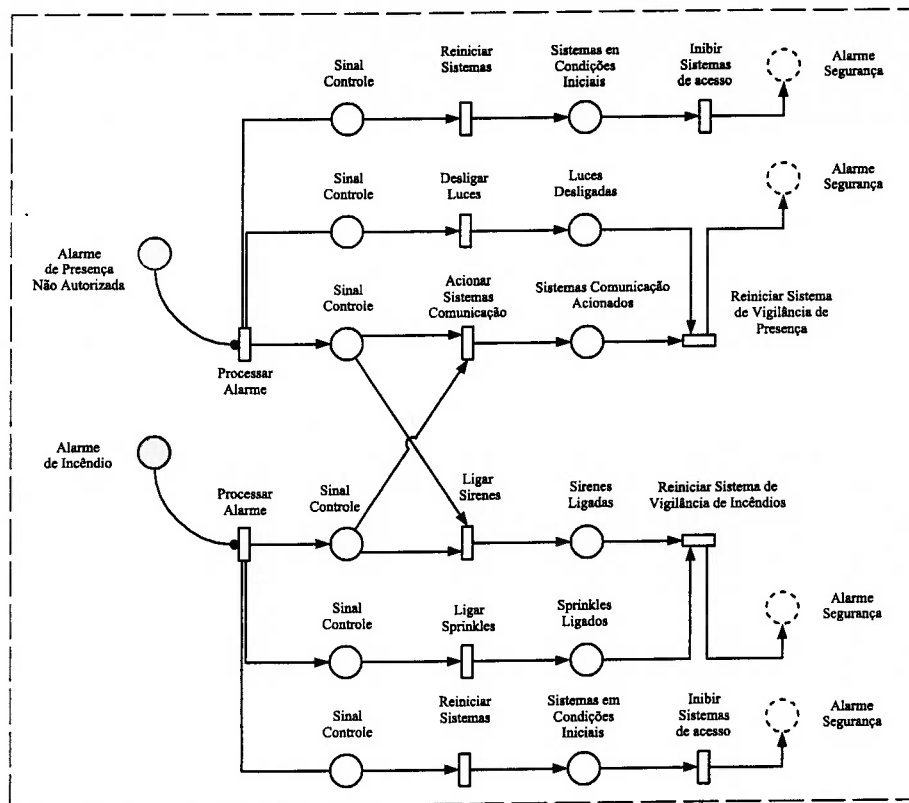 Sinal
Controle
Reiniciar
Sistemas
Sistemas en
Condições
Iniciais
Inibir
Sistemas
de acesso
Alarme
Segurança
Sinal
Controle
Desligar
Luces
Luces
Desligadas
Alarme
Segurança
Alarme
de Presença
Não Autorizada
Sinal
Controle
Acionar
Sistemas
Comunicação
Sistemas Comunicação
Acionados
Reiniciar Sistema
de Vigilância de
Presença
Processar
Alarme
Alarme
de Incêndio
Processar
Alarme
Sinal
Controle
Ligar
Sirenes
Sirenes
Ligadas
Reiniciar Sistema de
Vigilância de Incêndios
Sinal
Controle
Ligar
Sprinkles
Sprinkles
Ligados
Alarme
Segurança
Sinal
Controle
Reiniciar
Sistemas
Sistemas em
Condições
Iniciais
Inibir
Sistemas
de acesso
Alarme
Segurança